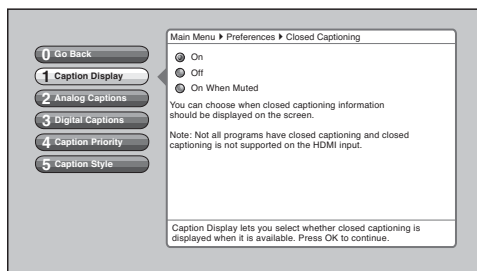 Main Menu ▶ Preferences ▶ Closed Captioning
0 Go Back
1 Caption Display
2 Analog Captions
3 Digital Captions
4 Caption Priority
5 Caption Style
On
Off
On When Muted
You can choose when closed captioning information
should be displayed on the screen.
Note: Not all programs have closed captioning and closed
captioning is not supported on the HDMI input.
Caption Display lets you select whether closed captioning is
displayed when it is available. Press OK to continue.